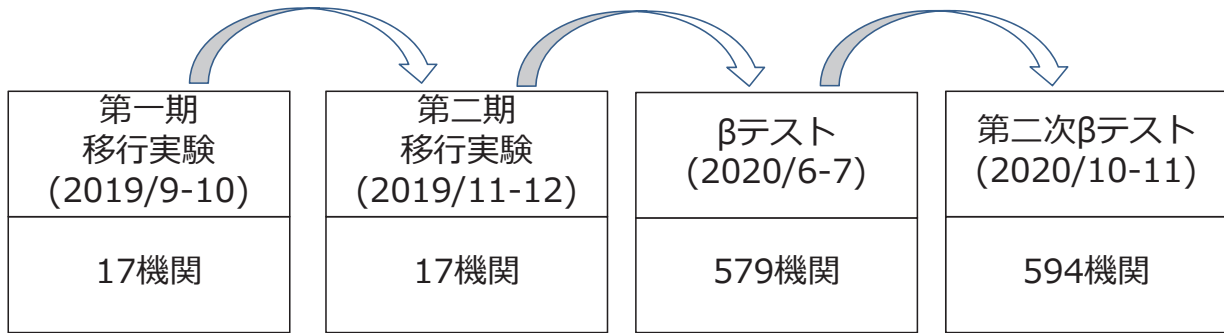 第一期
移行実験
(2019/9-10)
17機関
第二期
移行実験
(2019/11-12)
17機関
βテスト
(2020/6-7)
579機関
第二次βテスト
(2020/10-11)
594機関